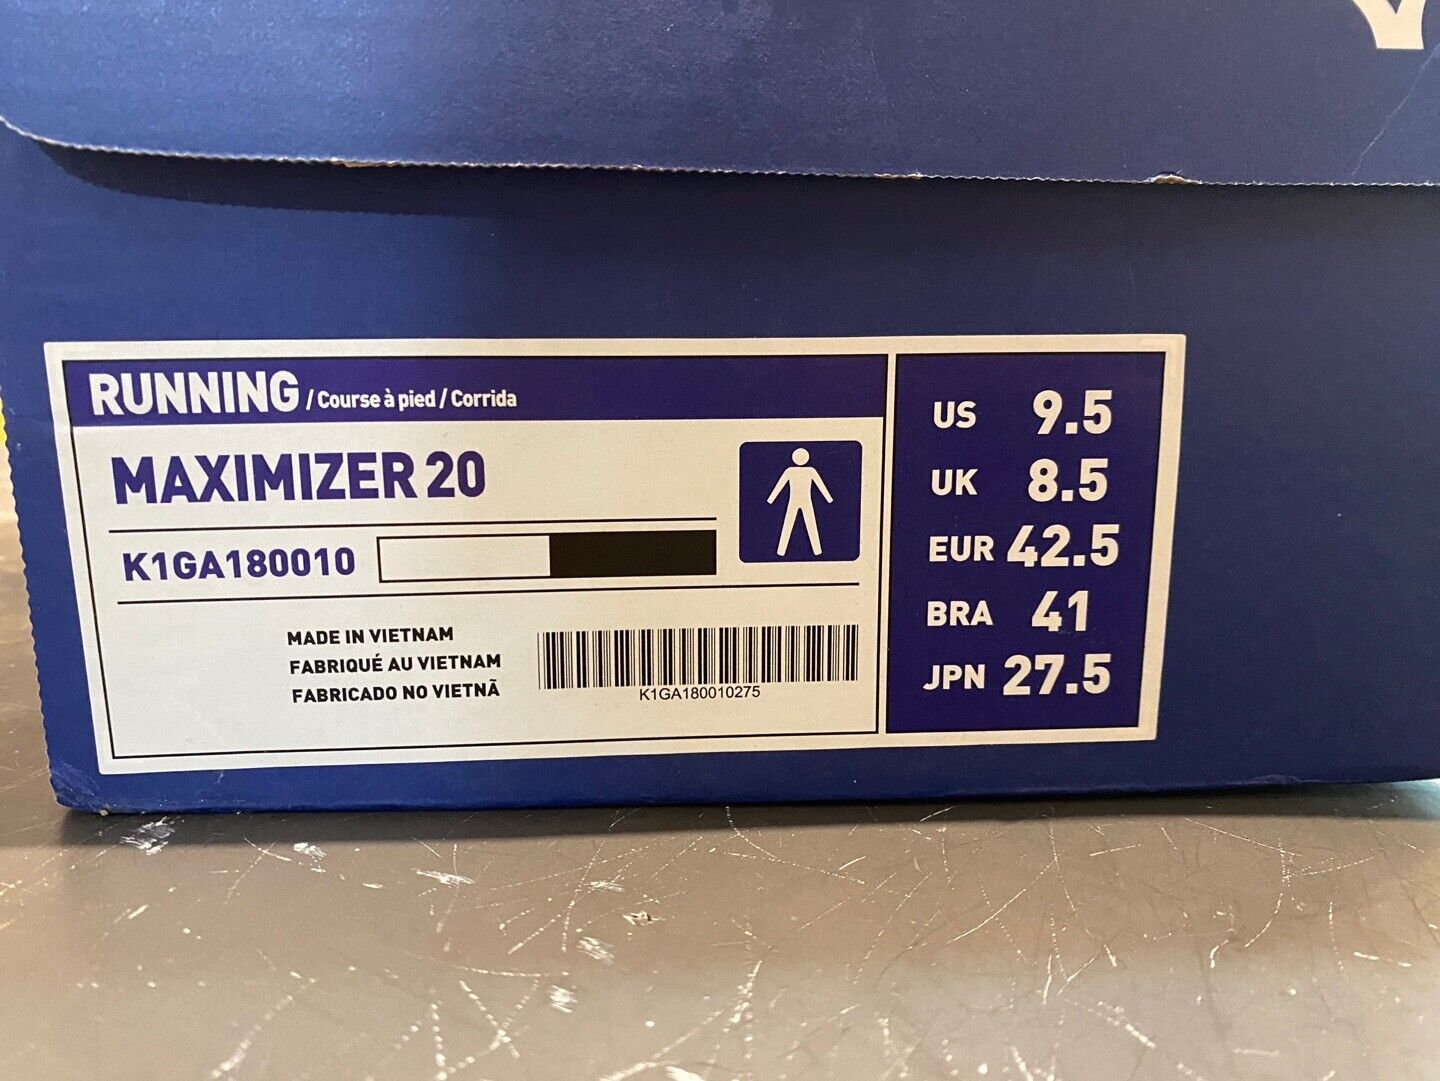 RUNNING / Course à pied / Corrida
MAXIMIZER 20
K1GA180010
MADE IN VIETNAM
FABRIQUÉ AU VIETNAM
FABRICADO NO VIETNÃ
K1GA180010275
US 9.5
UK 8.5
EUR 42.5
BRA 41
JPN 27.5